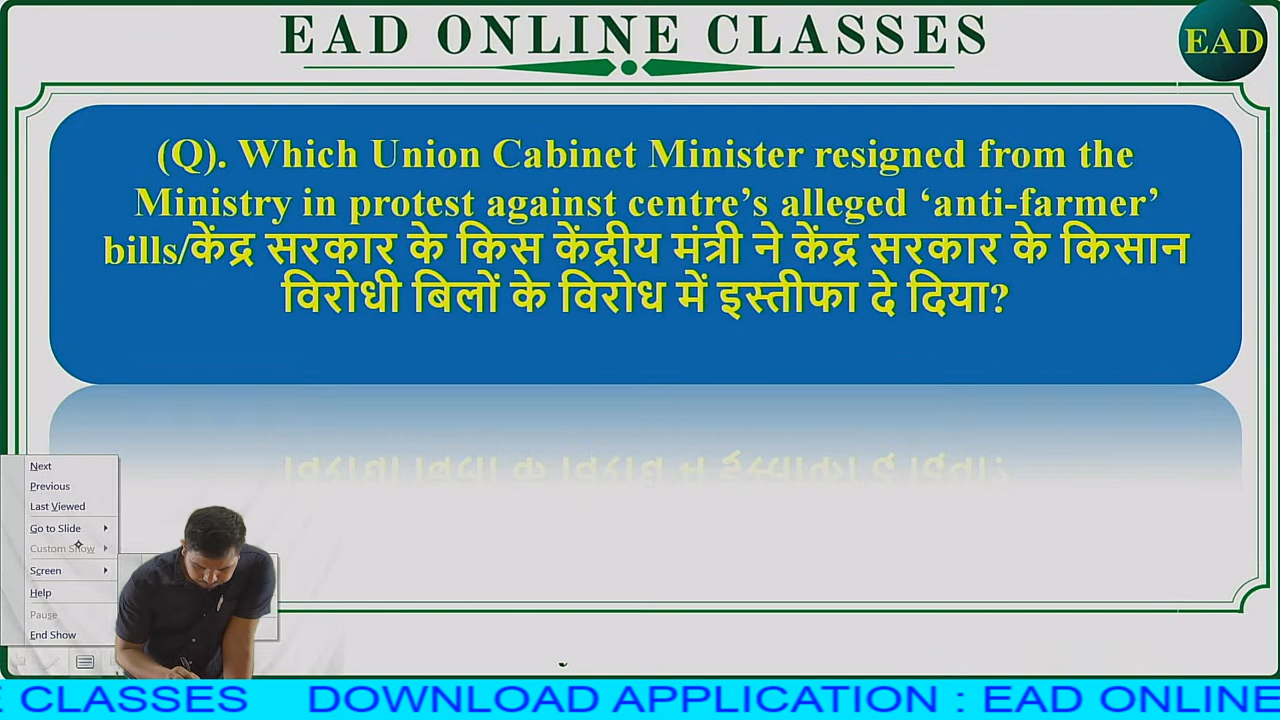 EAD ONLINE CLASSES
EAD
(Q). Which Union Cabinet Minister resigned from the
Ministry in protest against centre’s alleged ‘anti-farmer’
bills/केंद्र सरकार के किस केंद्रीय मंत्री ने केंद्र सरकार के किसान
विरोधी बिलों के विरोध में इस्तीफा दे दिया?
Next
Previous
Last Viewed
Go to Slide
Custom Show
Screen
Help
Pause
End Show
E CLASSES DOWNLOAD APPLICATION : EAD ONLINE